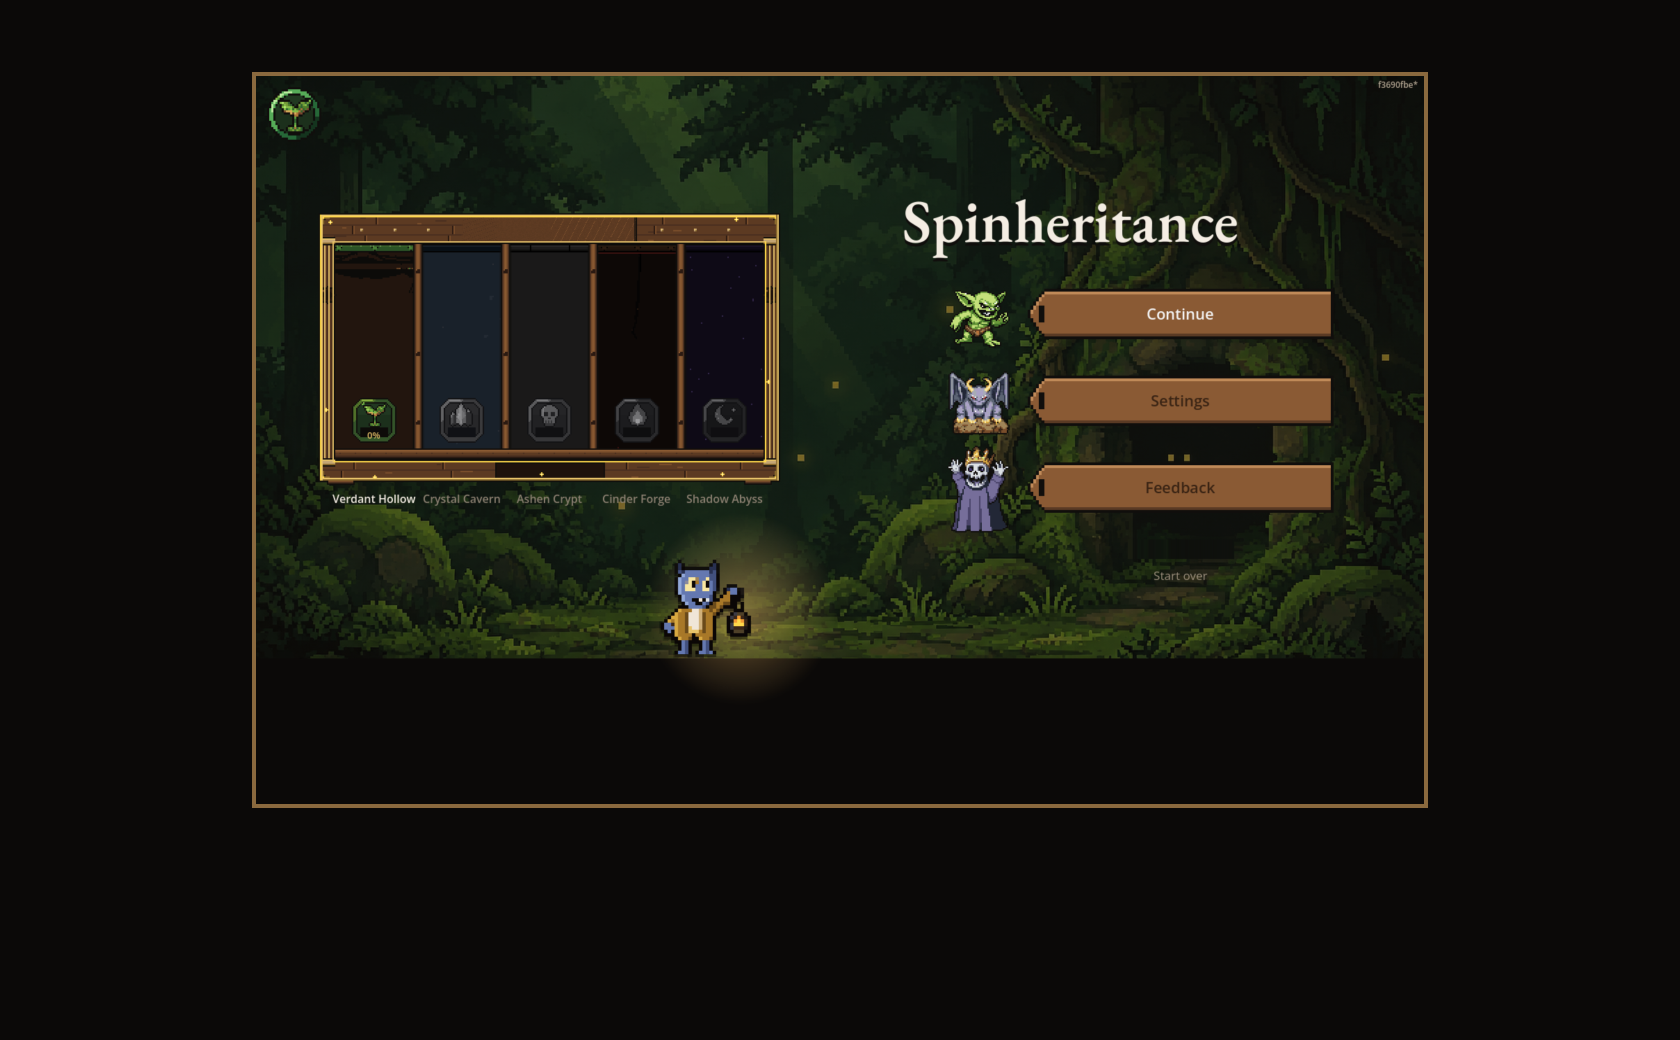 f3690fbe*
Spinheritance
Continue
Settings
Feedback
Start over
0%
Verdant Hollow Crystal Cavern Ashen Crypt Cinder Forge Shadow Abyss